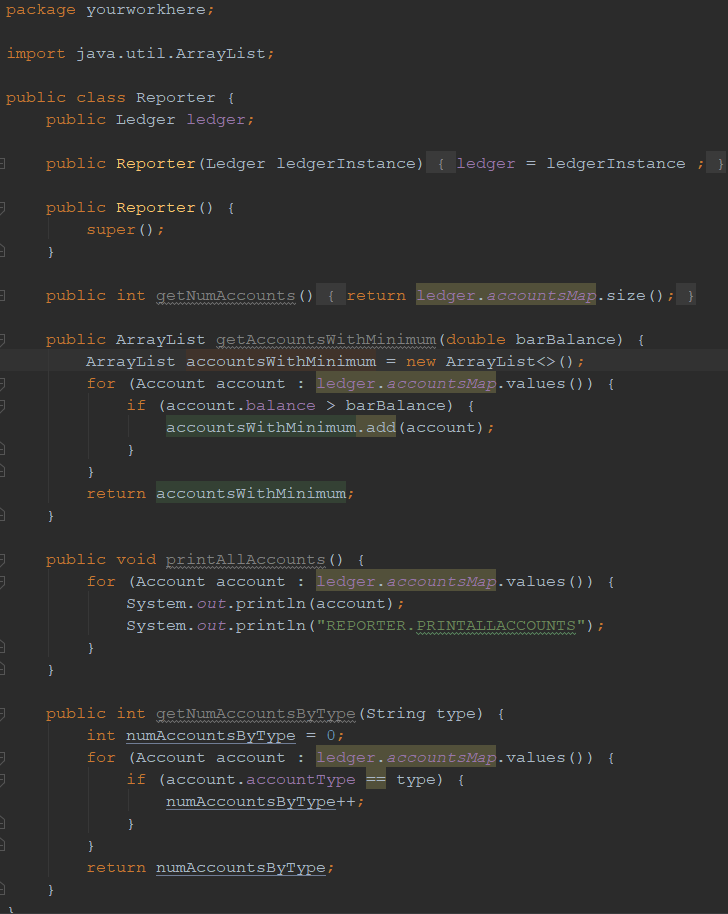 package yourworkhere;
import java.util.ArrayList;
public class Reporter {
public Ledger ledger;
public Reporter(Ledger ledgerInstance) { ledger = ledgerInstance ; }
public Reporter() {
super();
}
public int getNumAccounts() { return ledger.accountsMap.size(); }
public ArrayList getAccountsWithMinimum(double barBalance) {
ArrayList accountsWithMinimum = new ArrayList<>();
for (Account account : ledger.accountsMap.values()) {
if (account.balance > barBalance) {
accountsWithMinimum.add(account);
}
}
return accountsWithMinimum;
}
public void printAllAccounts() {
for (Account account : ledger.accountsMap.values()) {
System.out.println(account);
System.out.println("REPORTER.PRINTALLACCOUNTS");
}
}
public int getNumAccountsByType(String type) {
int numAccountsByType = 0;
for (Account account : ledger.accountsMap.values()) {
if (account.accountType == type) {
numAccountsByType++;
}
}
return numAccountsByType;
}
}